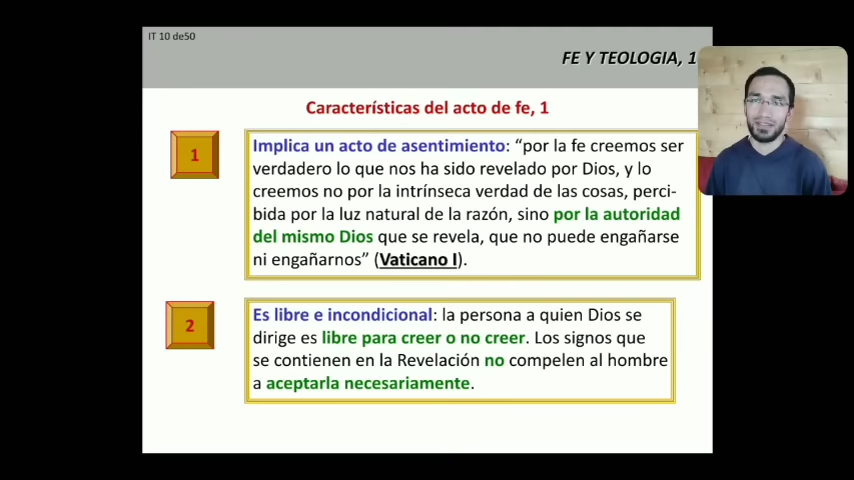 IT 10 de50
FE Y TEOLOGIA, 1
Características del acto de fe, 1
1
Implica un acto de asentimiento: “por la fe creemos ser
verdadero lo que nos ha sido revelado por Dios, y lo
creemos no por la intrínseca verdad de las cosas, perci-
bida por la luz natural de la razón, sino por la autoridad
del mismo Dios que se revela, que no puede engañarse
ni engañarnos” (Vaticano I).
2
Es libre e incondicional: la persona a quien Dios se
dirige es libre para creer o no creer. Los signos que
se contienen en la Revelación no compelen al hombre
a aceptarla necesariamente.